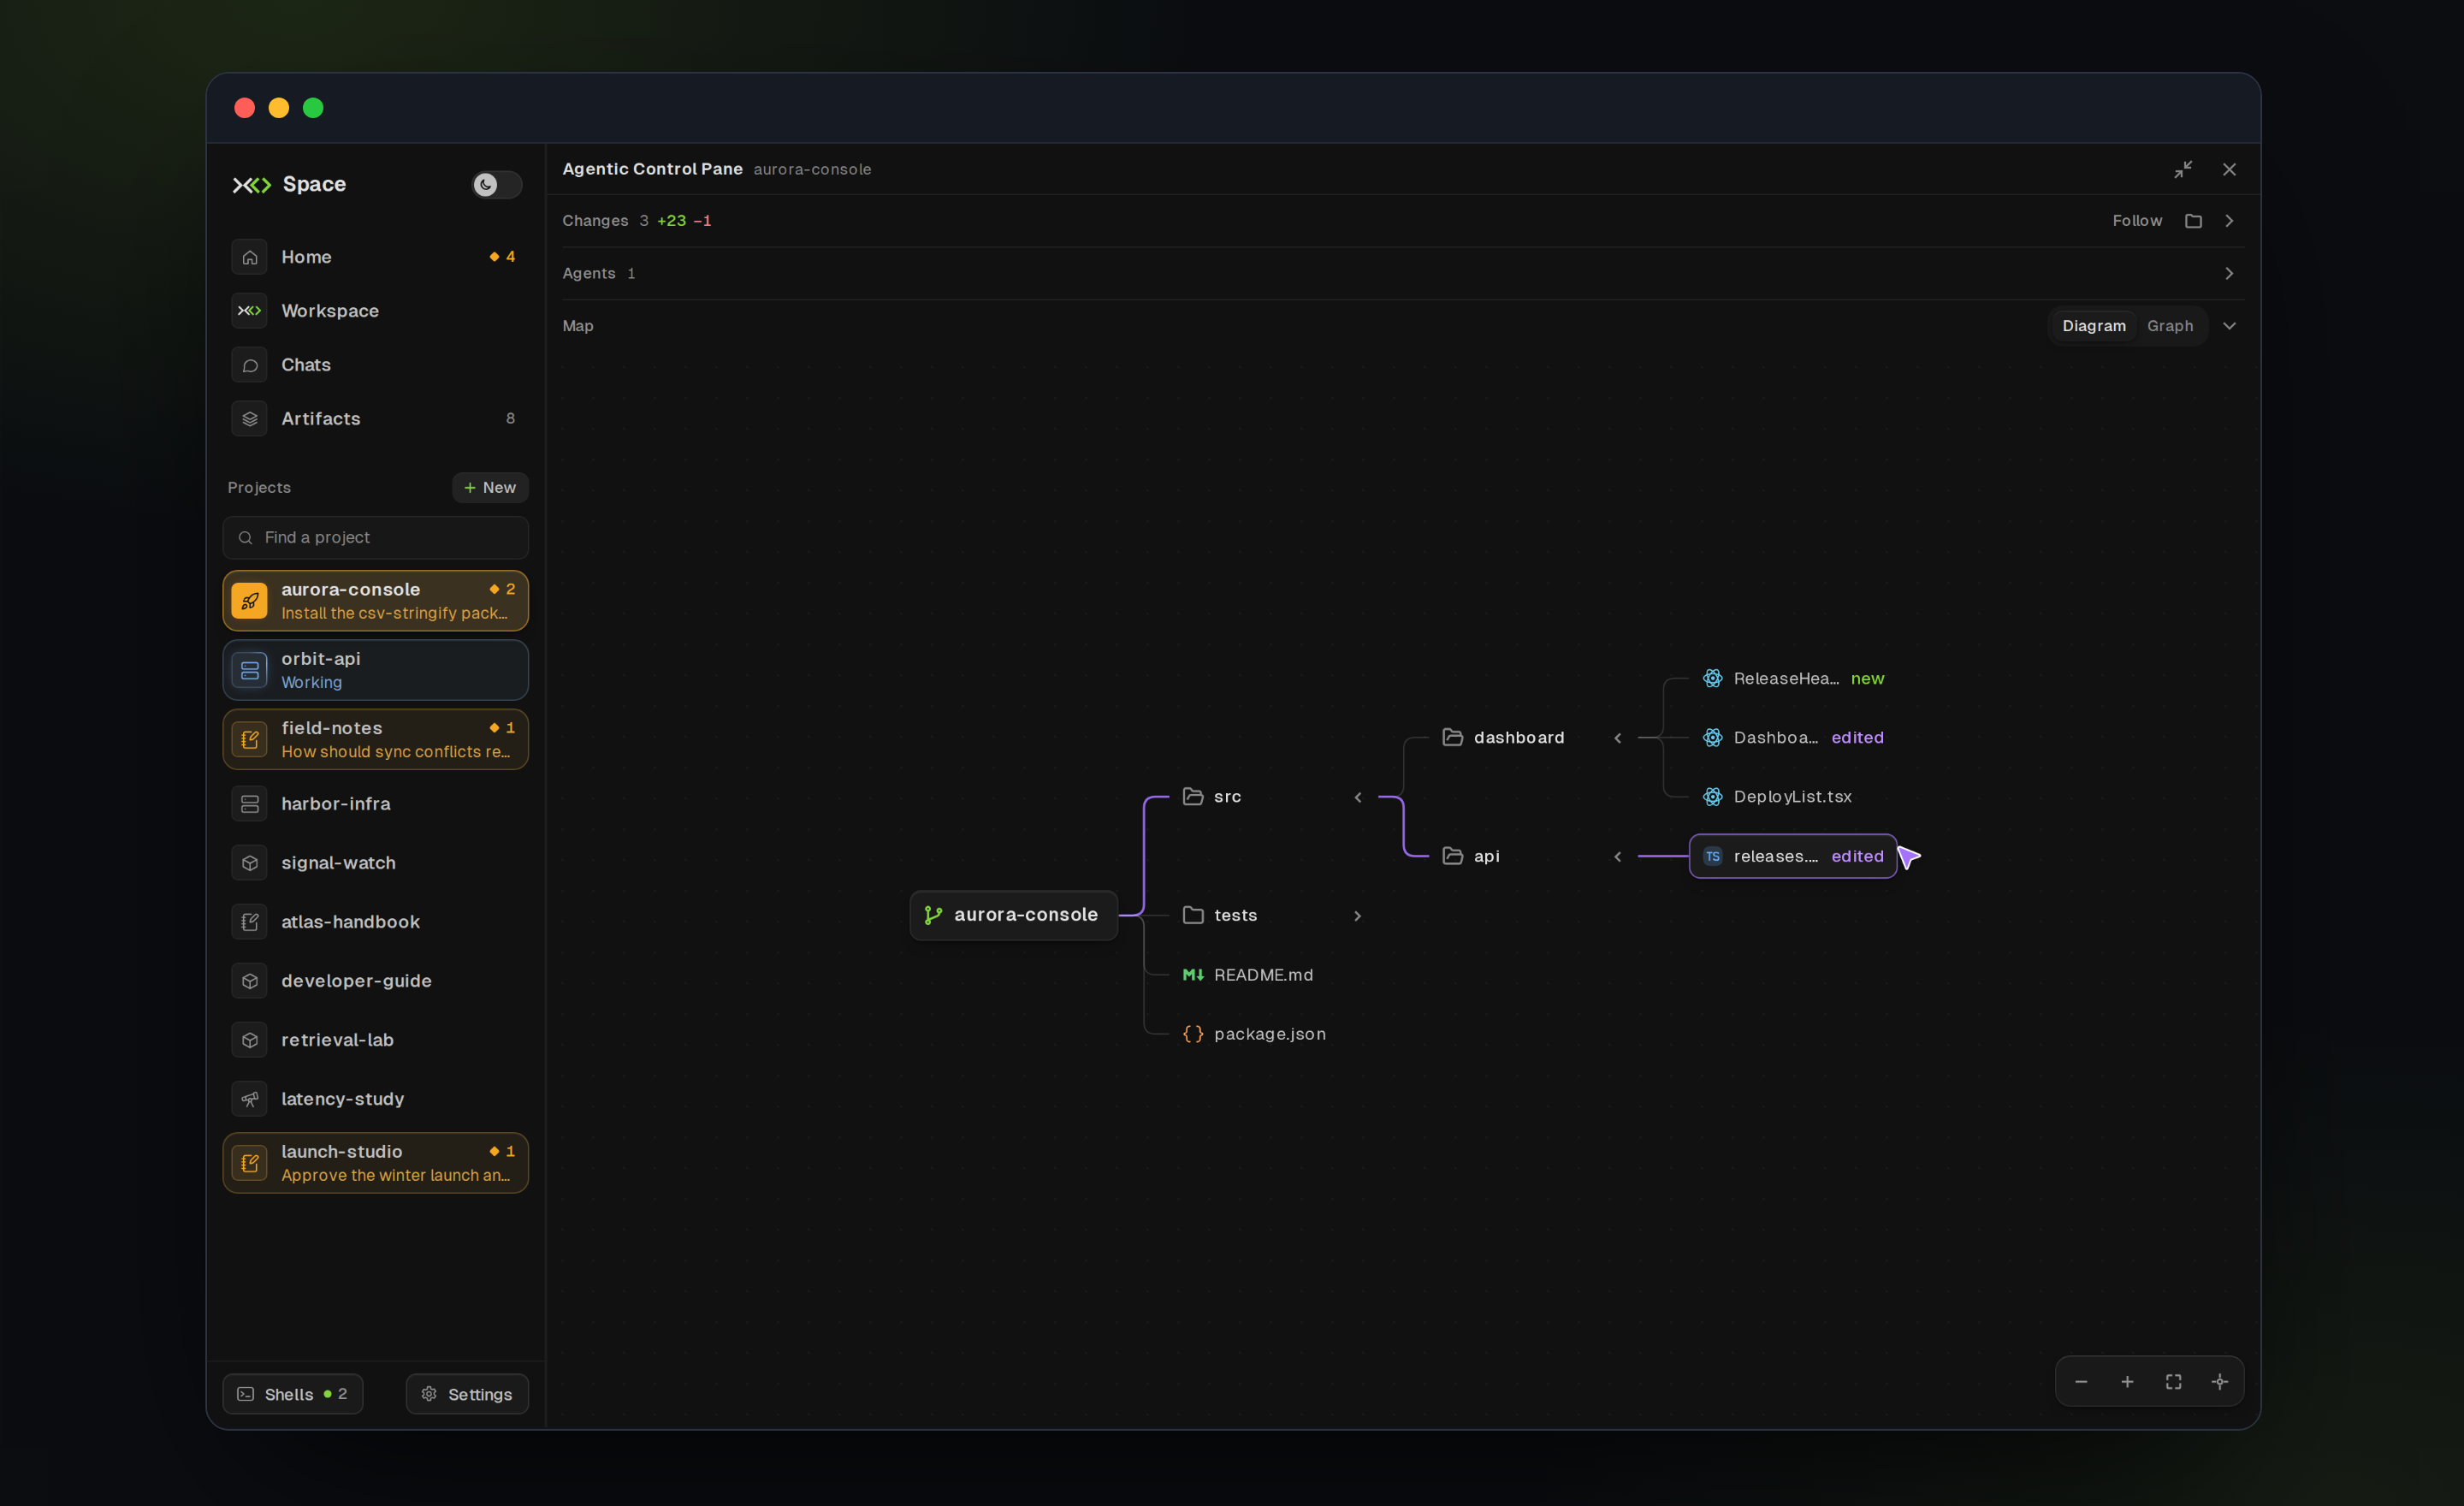 Space
Home 4
Workspace
Chats
Artifacts 8
Projects + New
Find a project
aurora-console 2
Install the csv-stringify pack…
orbit-api
Working
field-notes 1
How should sync conflicts re…
harbor-infra
signal-watch
atlas-handbook
developer-guide
retrieval-lab
latency-study
launch-studio 1
Approve the winter launch an…
Shells 2
Settings
Agentic Control Pane aurora-console
Changes 3 +23 −1
Follow
Agents 1
Map
Diagram Graph
ReleaseHea… new
dashboard
Dashboa… edited
src
DeployList.tsx
api
TS releases.… edited
aurora-console
tests
M README.md
{} package.json